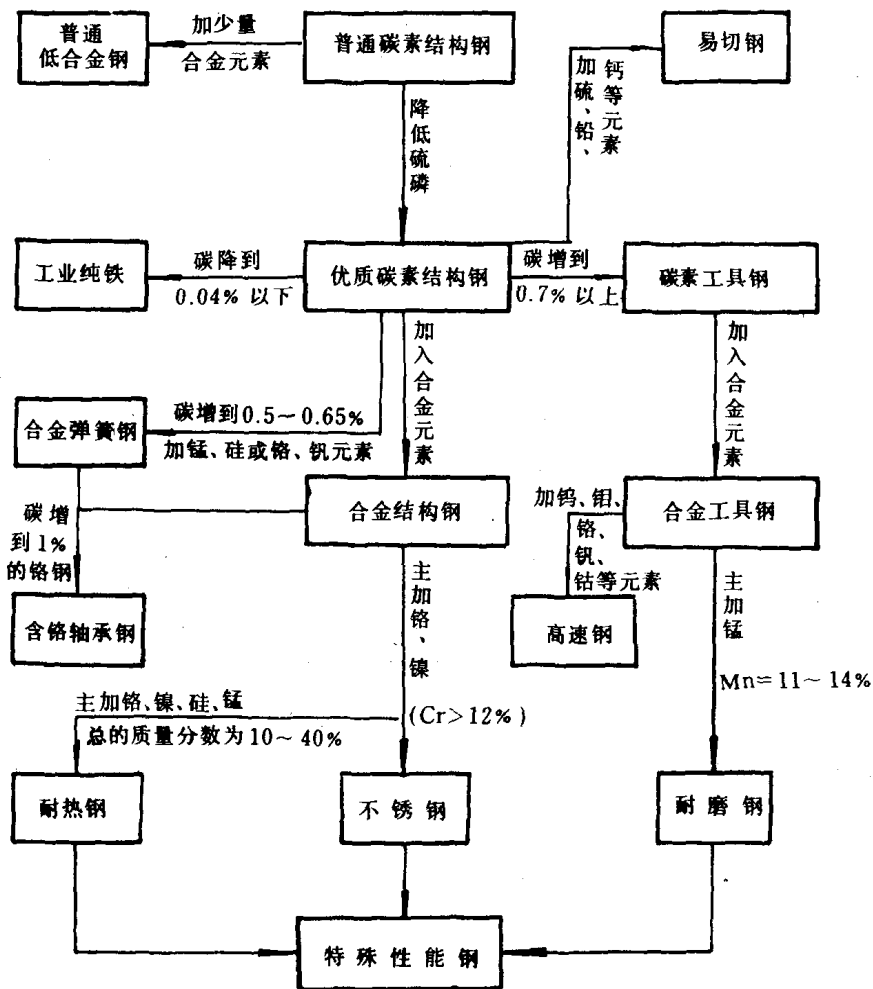 普通
低合金钢
加少量
合金元素
普通碳素结构钢
加硫、铅、
钙等元素
易切钢
降低硫磷
工业纯铁
碳降到
0.04% 以下
优质碳素结构钢
碳增到
0.7% 以上
碳素工具钢
加入合金元素
加入合金元素
合金弹簧钢
碳增到0.5~0.65%
加锰、硅或铬、钒元素
碳增
到1%
的铬钢
合金结构钢
加钨、钼、
铬、
钒、
钴等元素
合金工具钢
含铬轴承钢
主加铬、镍
高速钢
主加锰
主加铬、镍、硅、锰
总的质量分数为10~40%
(Cr>12%)
Mn=11~14%
耐热钢
不锈钢
耐磨钢
特殊性能钢